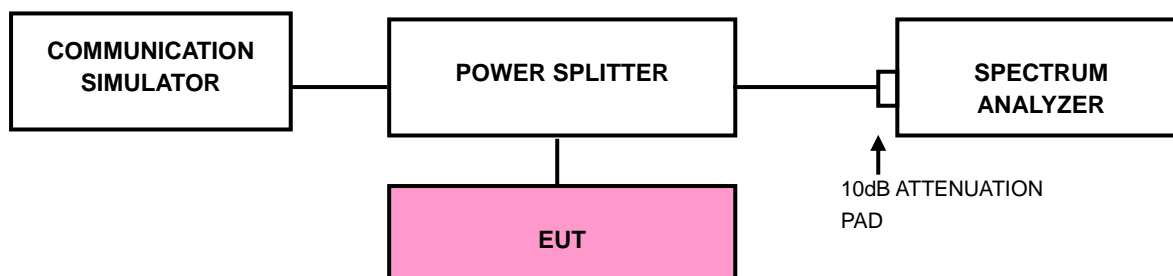 COMMUNICATION
SIMULATOR
POWER SPLITTER
SPECTRUM
ANALYZER
10dB ATTENUATION
PAD
EUT